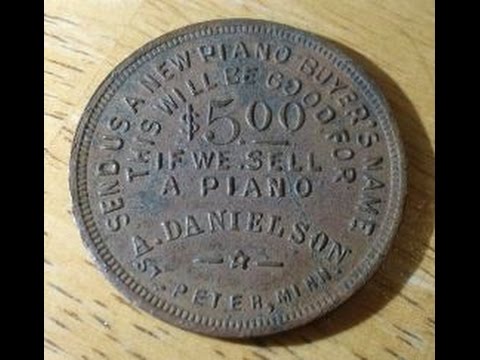 SEND US A NEW PIANO BUYER'S NAME
THIS WILL BE GOOD FOR
$5.00
IF WE SELL
A PIANO
A. DANIELSON.
ST. PETER, MINN.